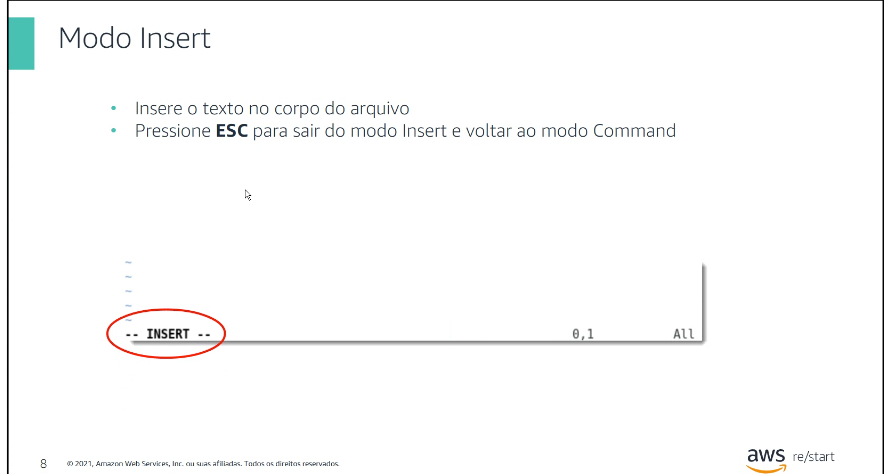 Modo Insert
• Insere o texto no corpo do arquivo
• Pressione ESC para sair do modo Insert e voltar ao modo Command
~
~
~
~
~
-- INSERT -- 0,1 All
8 © 2021, Amazon Web Services, Inc. ou suas afiliadas. Todos os direitos reservados.
aws re/start